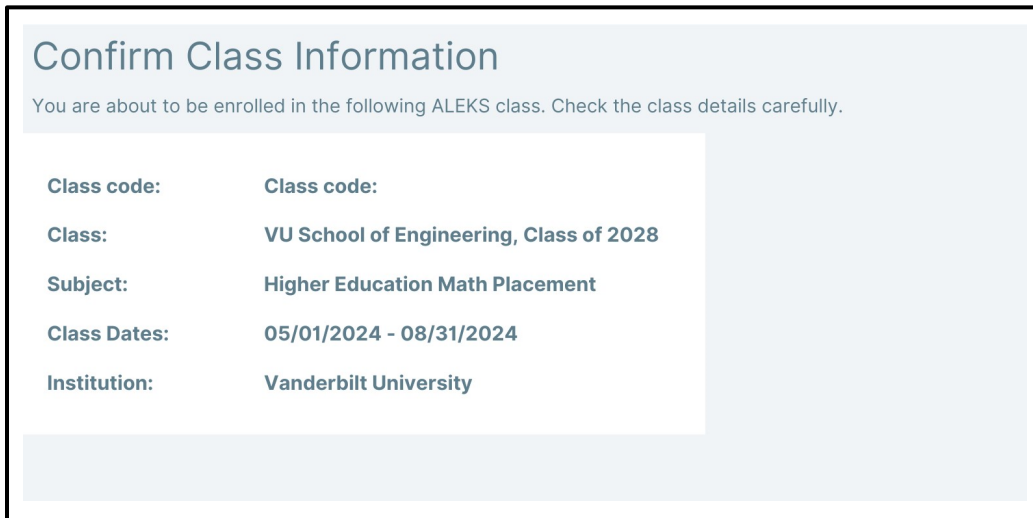 Confirm Class Information
You are about to be enrolled in the following ALEKS class. Check the class details carefully.
Class code: Class code:
Class: VU School of Engineering, Class of 2028
Subject: Higher Education Math Placement
Class Dates: 05/01/2024 - 08/31/2024
Institution: Vanderbilt University